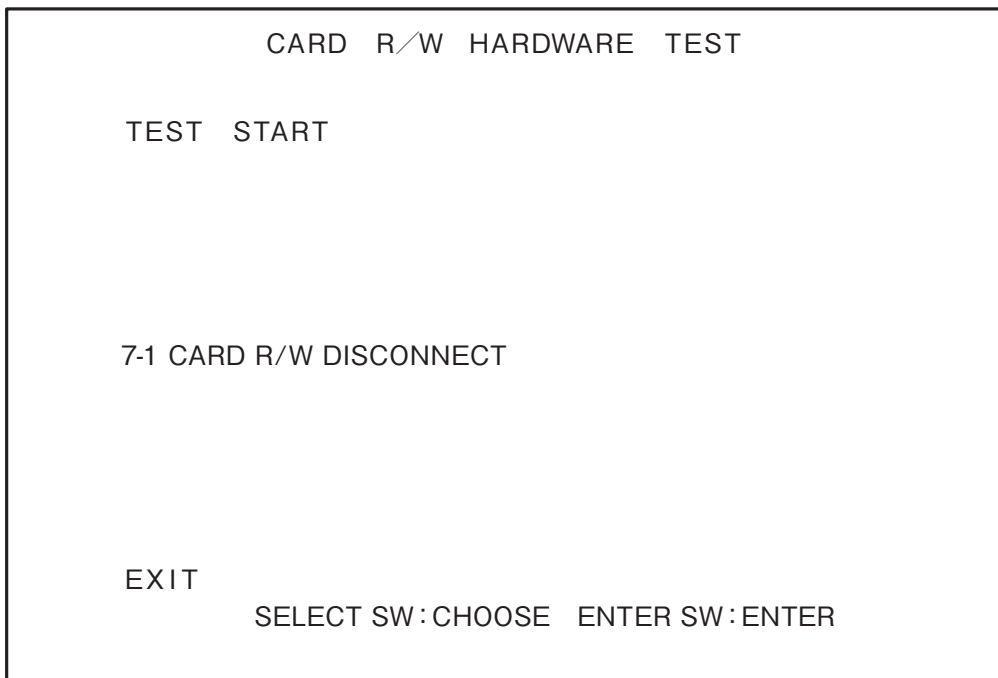 CARD R／W HARDWARE TEST
TEST START
7-1 CARD R/W DISCONNECT
EXIT
SELECT SW：CHOOSE ENTER SW：ENTER